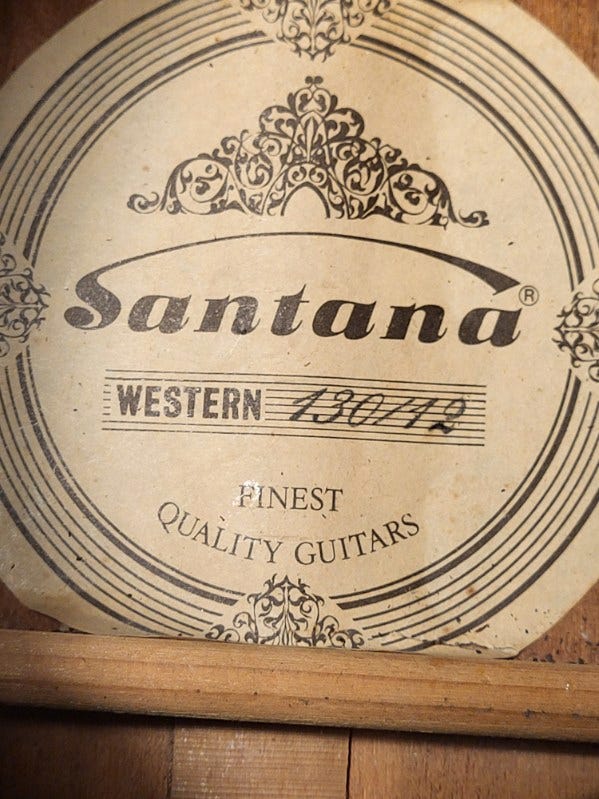 Santana®
WESTERN 130/12
FINEST
QUALITY GUITARS